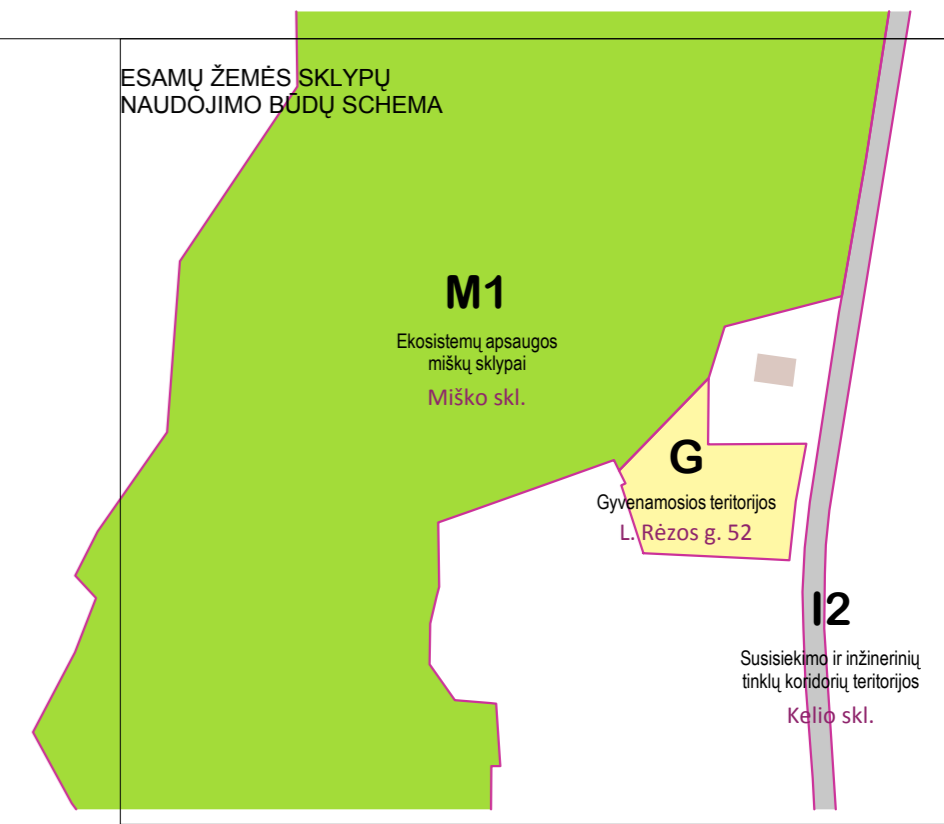 ESAMŲ ŽEMĖS SKLYPŲ
NAUDOJIMO BŪDŲ SCHEMA
M1
Ekosistemų apsaugos
miškų sklypai
Miško skl.
G
Gyvenamosios teritorijos
L. Rėzos g. 52
I2
Susisiekimo ir inžinerinių
tinklų koridorių teritorijos
Kelio skl.